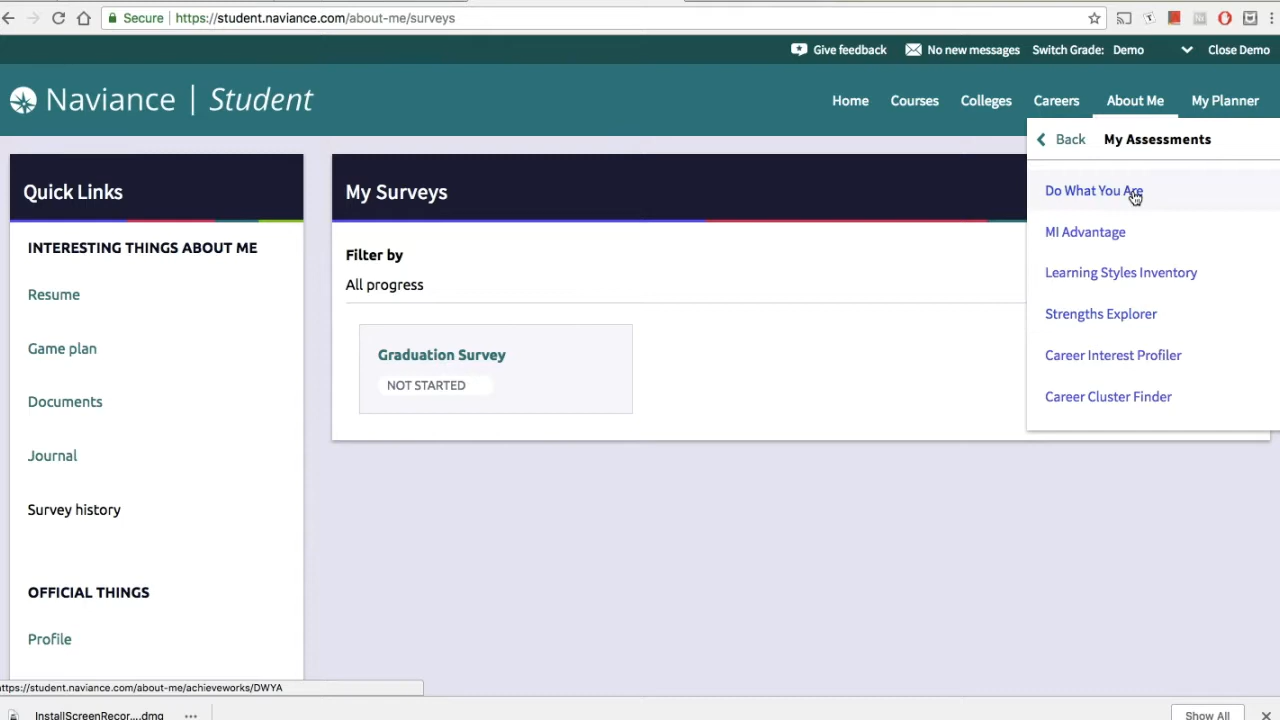 Secure https://student.naviance.com/about-me/surveys
Give feedback No new messages Switch Grade: Demo Close Demo
Naviance | Student
Home Courses Colleges Careers About Me My Planner
Back My Assessments
Do What You Are
MI Advantage
Learning Styles Inventory
Strengths Explorer
Career Interest Profiler
Career Cluster Finder
Quick Links
INTERESTING THINGS ABOUT ME
Resume
Game plan
Documents
Journal
Survey history
OFFICIAL THINGS
Profile
My Surveys
Filter by
All progress
Graduation Survey
NOT STARTED
ttps://student.naviance.com/about-me/achieveworks/DWYA
InstallScreenRecor....dmg
Show All